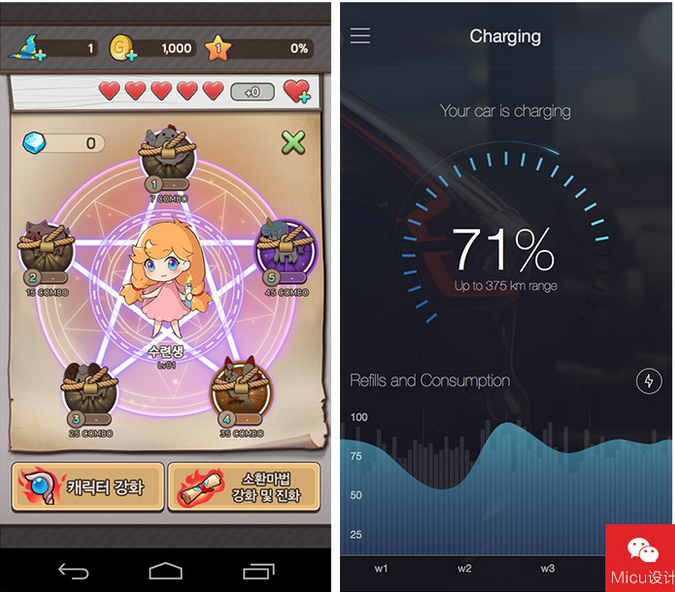 1
1,000
1
0%
+0
0
1 -
7 COMBO
2 -
15 COMBO
5 -
45 COMBO
수련생
Lv01
3 -
25 COMBO
4 -
35 COMBO
캐릭터 강화
소환마법
강화 및 진화
Charging
Your car is charging
71%
Up to 375 km range
Refills and Consumption
100
75
50
25
w1
w2
w3
Micu设计